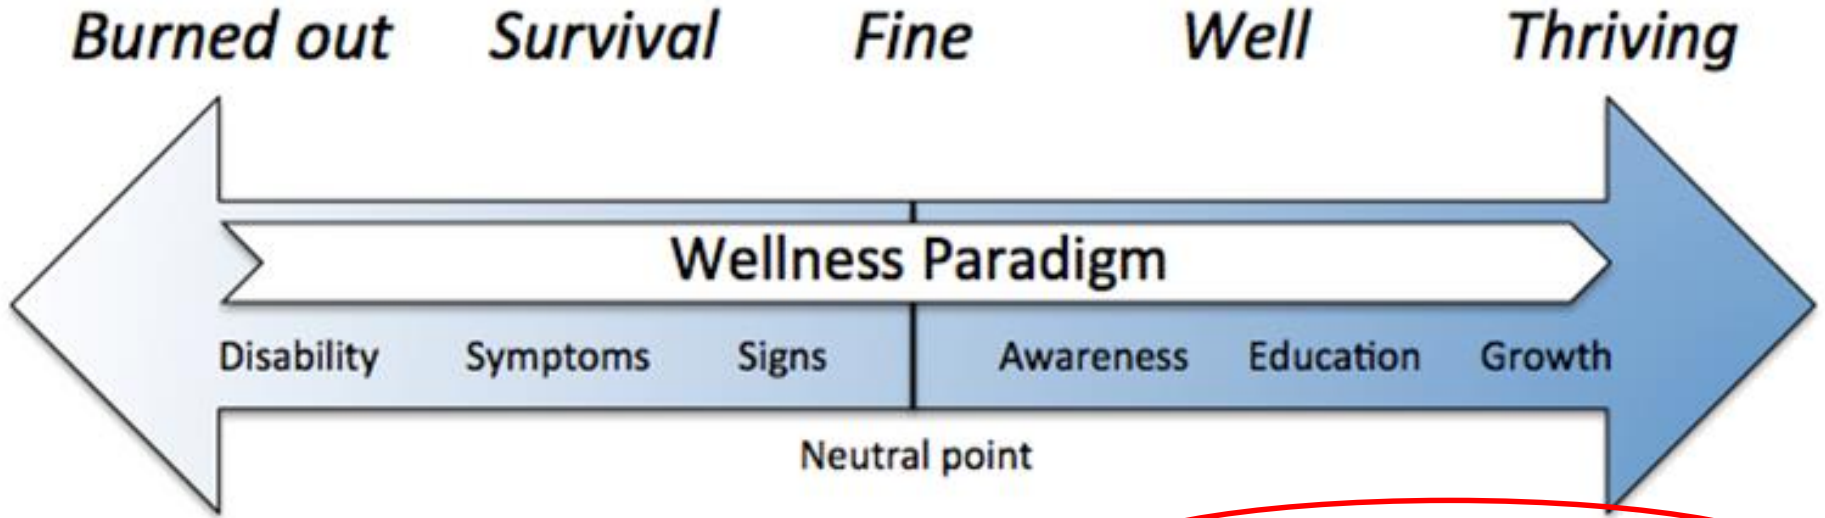 Burned out Survival Fine Well Thriving
Wellness Paradigm
Disability Symptoms Signs Awareness Education Growth
Neutral point